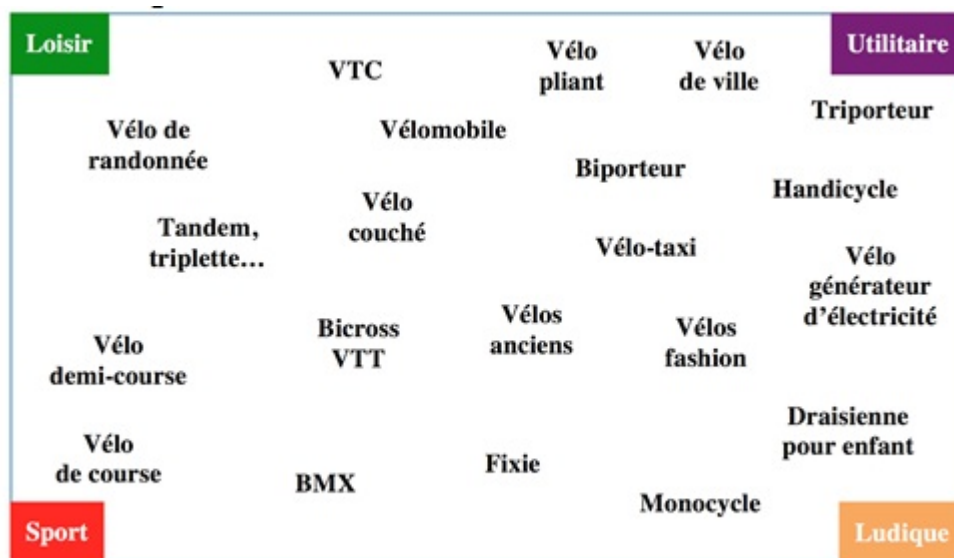 Loisir
Utilitaire
VTC
Vélo
pliant
Vélo
de ville
Triporteur
Vélo de
randonnée
Vélomobile
Biporteur
Handicycle
Tandem,
triplette…
Vélo
couché
Vélo-taxi
Vélo
générateur
d’électricité
Vélo
demi-course
Bicross
VTT
Vélos
anciens
Vélos
fashion
Draisienne
pour enfant
Vélo
de course
BMX
Fixie
Monocycle
Sport
Ludique